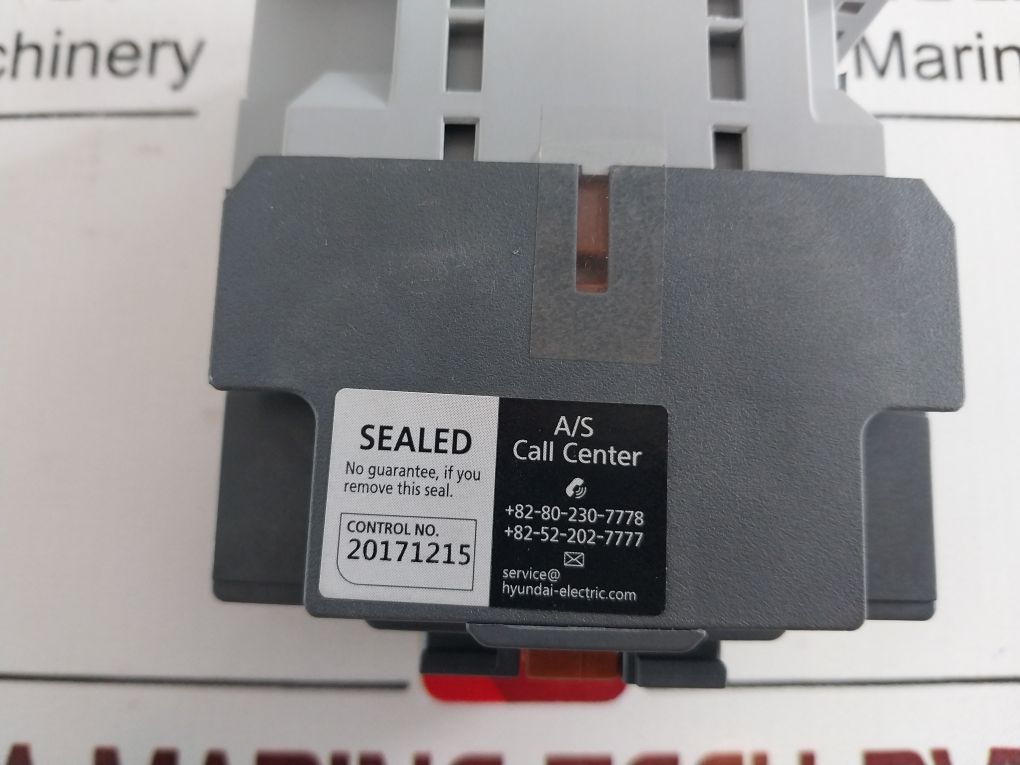 chinery
Marin
SEALED
No guarantee, if you
remove this seal.
CONTROL NO.
20171215
A/S
Call Center
+82-80-230-7778
+82-52-202-7777
service@
hyundai-electric.com